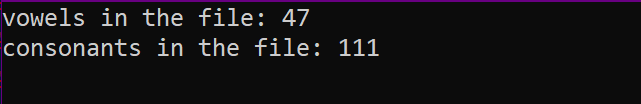 vowels in the file: 47
consonants in the file: 111